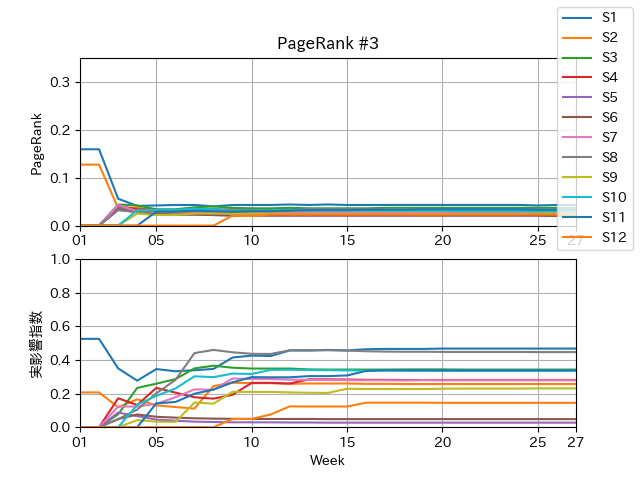 PageRank #3
S1
S2
S3
S4
S5
S6
S7
S8
S9
S10
S11
S12
PageRank
0.3
0.2
0.1
0.0
01 05 10 15 20 25 27
実影響指数
1.0
0.8
0.6
0.4
0.2
0.0
01 05 10 15 20 25 27
Week